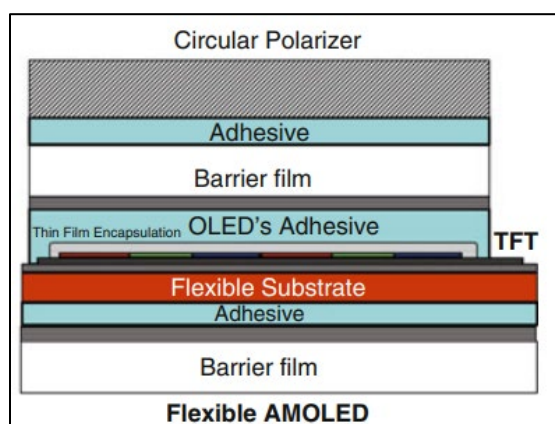 Circular Polarizer
Adhesive
Barrier film
Thin Film Encapsulation OLED's Adhesive
TFT
Flexible Substrate
Adhesive
Barrier film
Flexible AMOLED